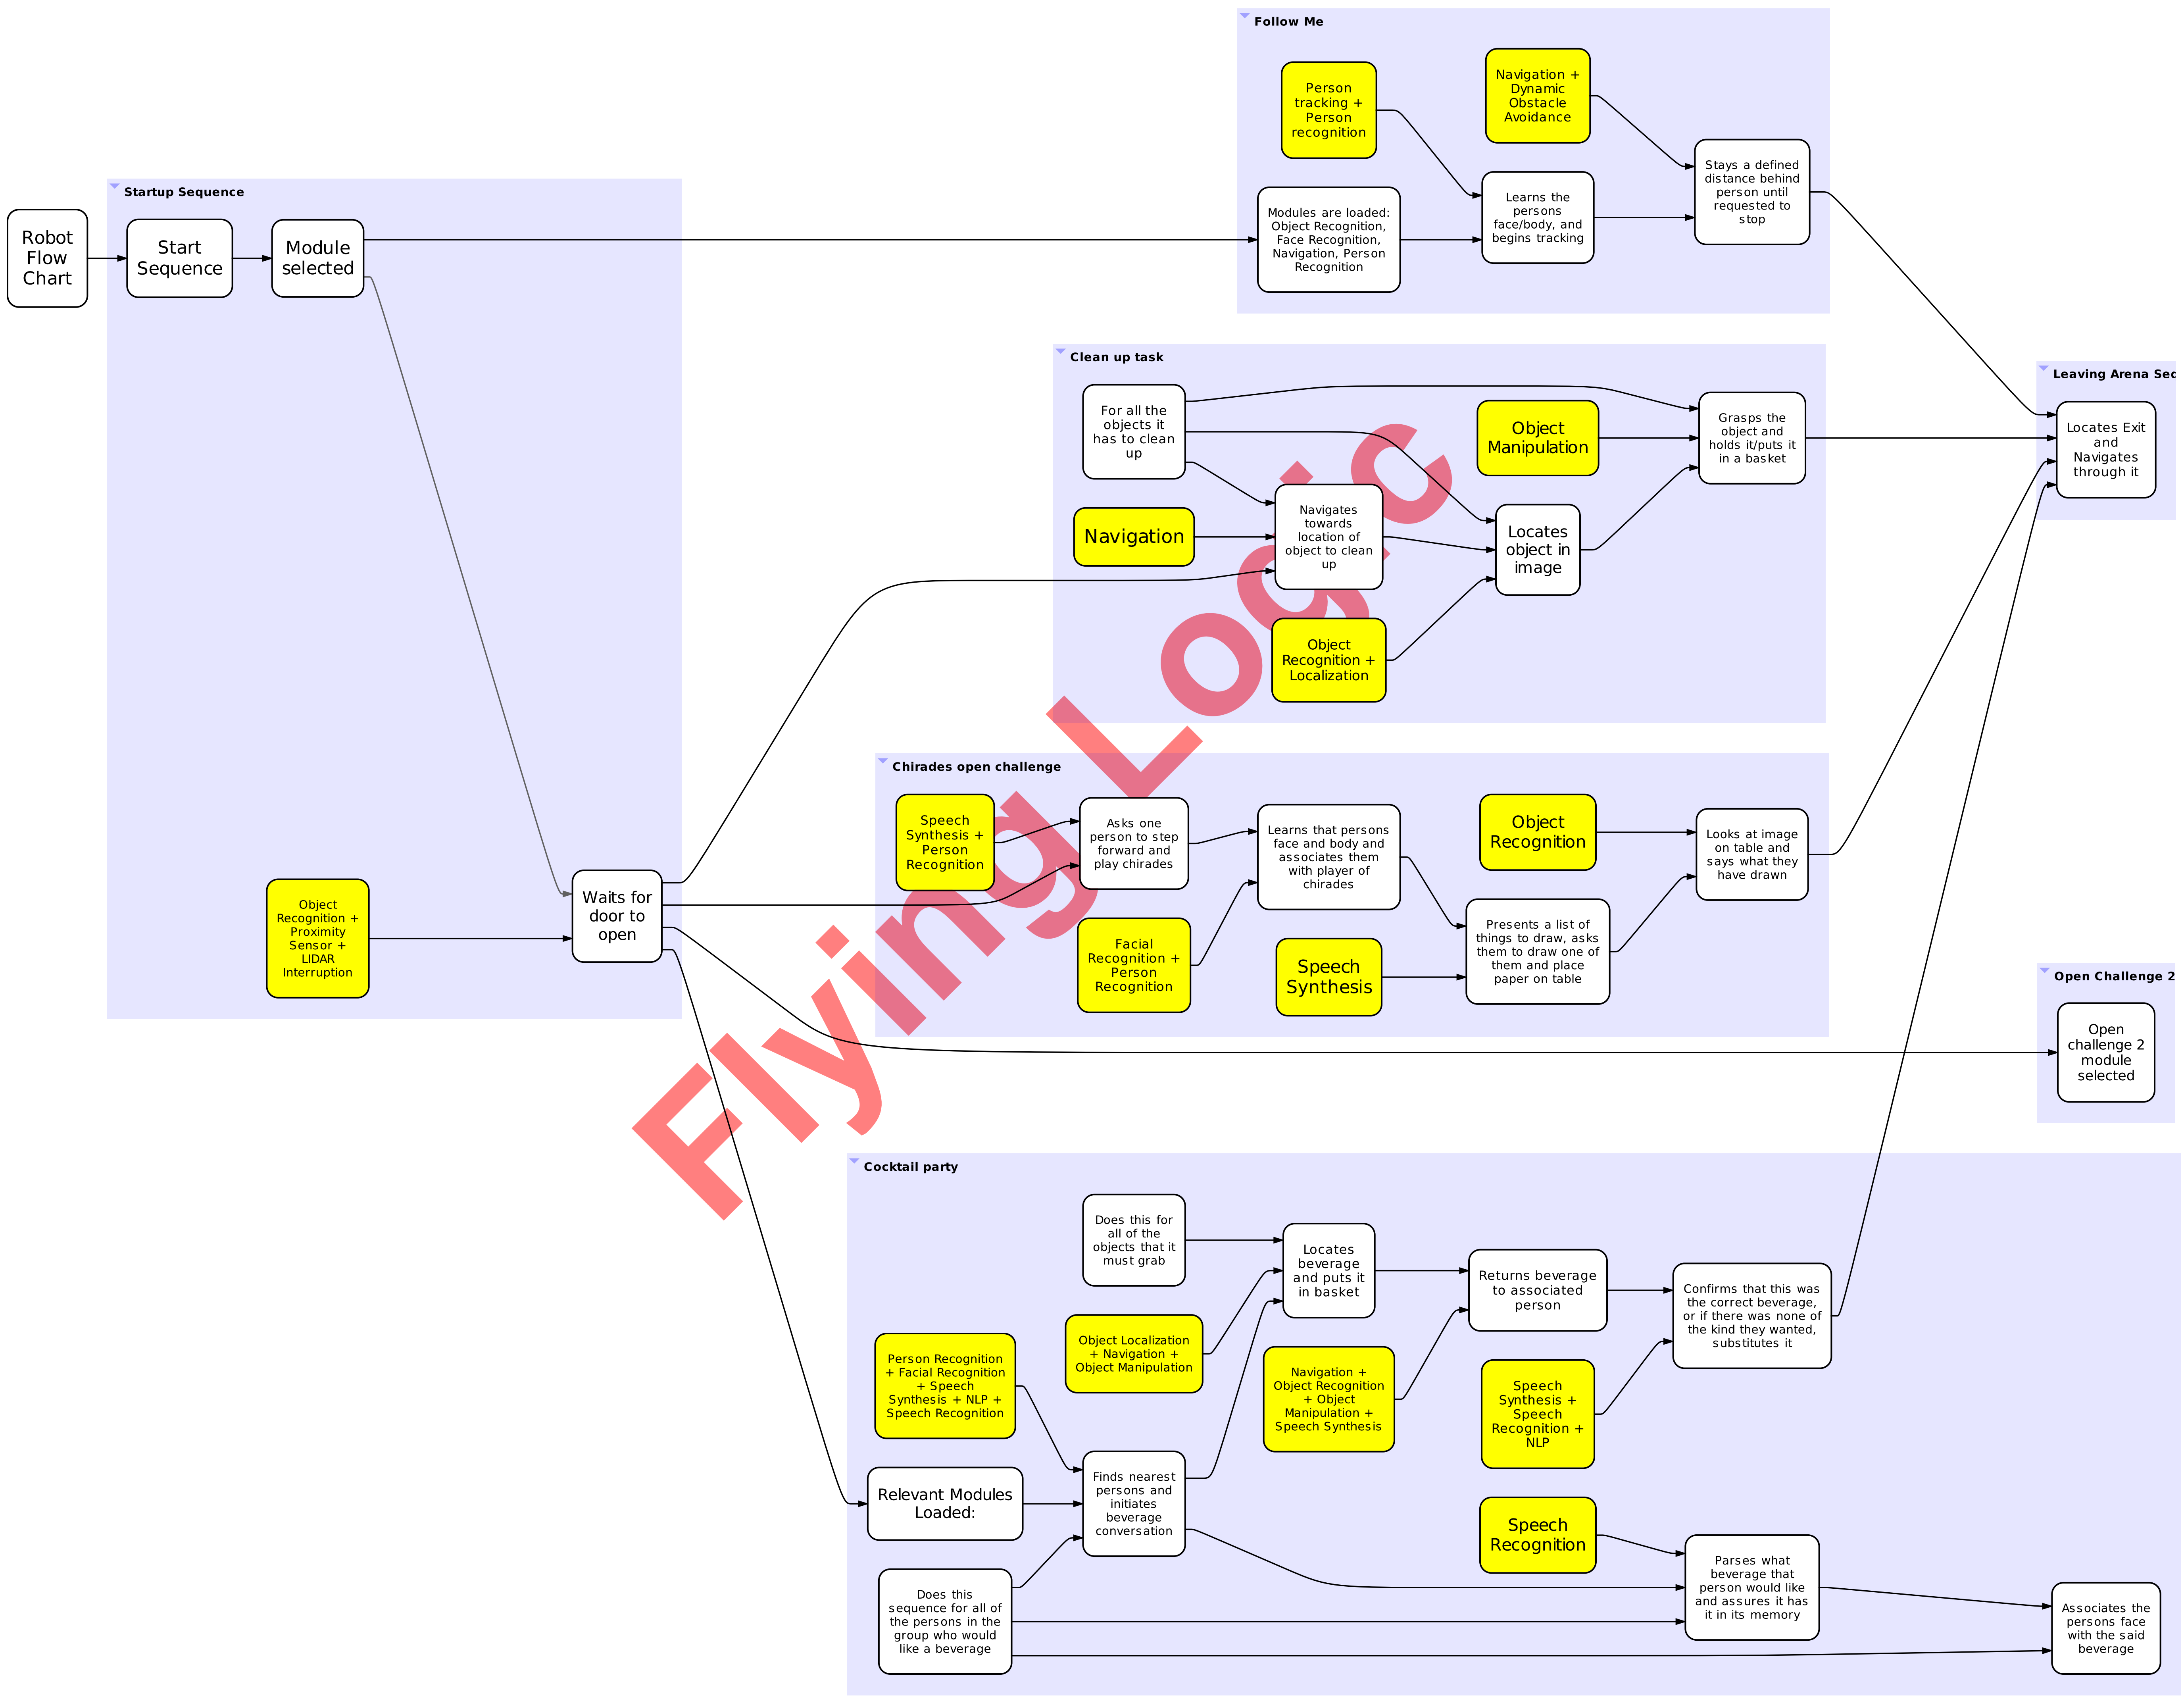 Follow Me
Person
tracking +
Person
recognition
Navigation +
Dynamic
Obstacle
Avoidance
Stays a defined
distance behind
person until
requested to
stop
Modules are loaded:
Object Recognition,
Face Recognition,
Navigation, Person
Recognition
Learns the
persons
face/body, and
begins tracking
Startup Sequence
Robot
Flow
Chart
Start
Sequence
Module
selected
Object
Recognition +
Proximity
Sensor +
LIDAR
Interruption
Waits for
door to
open
Clean up task
For all the
objects it
has to clean
up
Navigation
Navigates
towards
location of
object to clean
up
Object
Recognition +
Localization
Object
Manipulation
Locates
object in
image
Grasps the
object and
holds it/puts it
in a basket
Leaving Arena Sec
Locates Exit
and
Navigates
through it
Chirades open challenge
Speech
Synthesis +
Person
Recognition
Asks one
person to step
forward and
play chirades
Facial
Recognition +
Person
Recognition
Learns that persons
face and body and
associates them
with player of
chirades
Speech
Synthesis
Object
Recognition
Presents a list of
things to draw, asks
them to draw one of
them and place
paper on table
Looks at image
on table and
says what they
have drawn
Open Challenge 2
Open
challenge 2
module
selected
Cocktail party
Does this for
all of the
objects that it
must grab
Object Localization
+ Navigation +
Object Manipulation
Person Recognition
+ Facial Recognition
+ Speech
Synthesis + NLP +
Speech Recognition
Relevant Modules
Loaded:
Does this
sequence for all of
the persons in the
group who would
like a beverage
Finds nearest
persons and
initiates
beverage
conversation
Locates
beverage
and puts it
in basket
Navigation +
Object Recognition
+ Object
Manipulation +
Speech Synthesis
Returns beverage
to associated
person
Speech
Synthesis +
Speech
Recognition +
NLP
Confirms that this was
the correct beverage,
or if there was none of
the kind they wanted,
substitutes it
Speech
Recognition
Parses what
beverage that
person would like
and assures it has
it in its memory
Associates the
persons face
with the said
beverage
Flying Logic